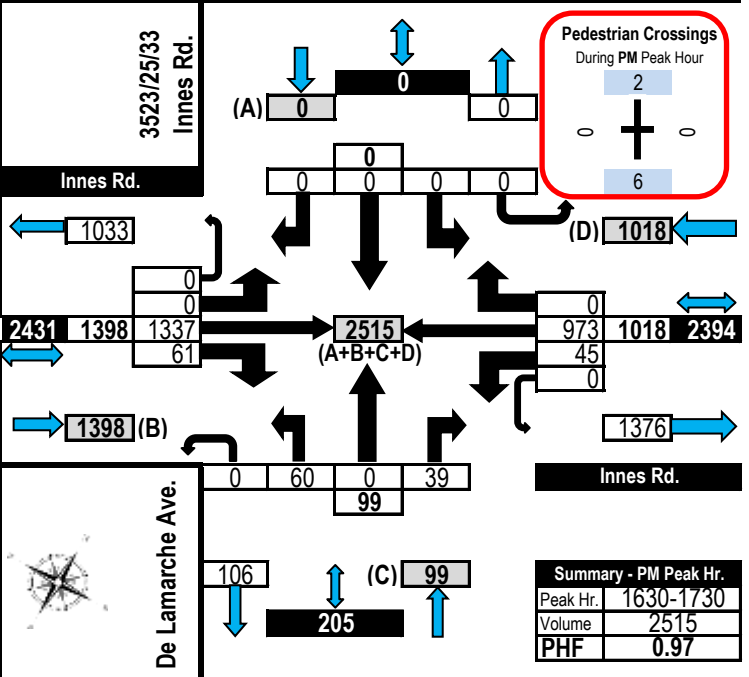 3523/25/33
Innes Rd.
0
(A) 0 0
Pedestrian Crossings
During PM Peak Hour
2
0 0
6
Innes Rd.
0
0 0 0 0
1033
(D) 1018
0
0
2431 1398 1337
61
2515
(A+B+C+D)
0
973 1018 2394
45
0
1398 (B)
1376
0 60 0 39
99
Innes Rd.
De Lamarche Ave.
106
(C) 99
205
Summary - PM Peak Hr.
Peak Hr. 1630-1730
Volume 2515
PHF 0.97